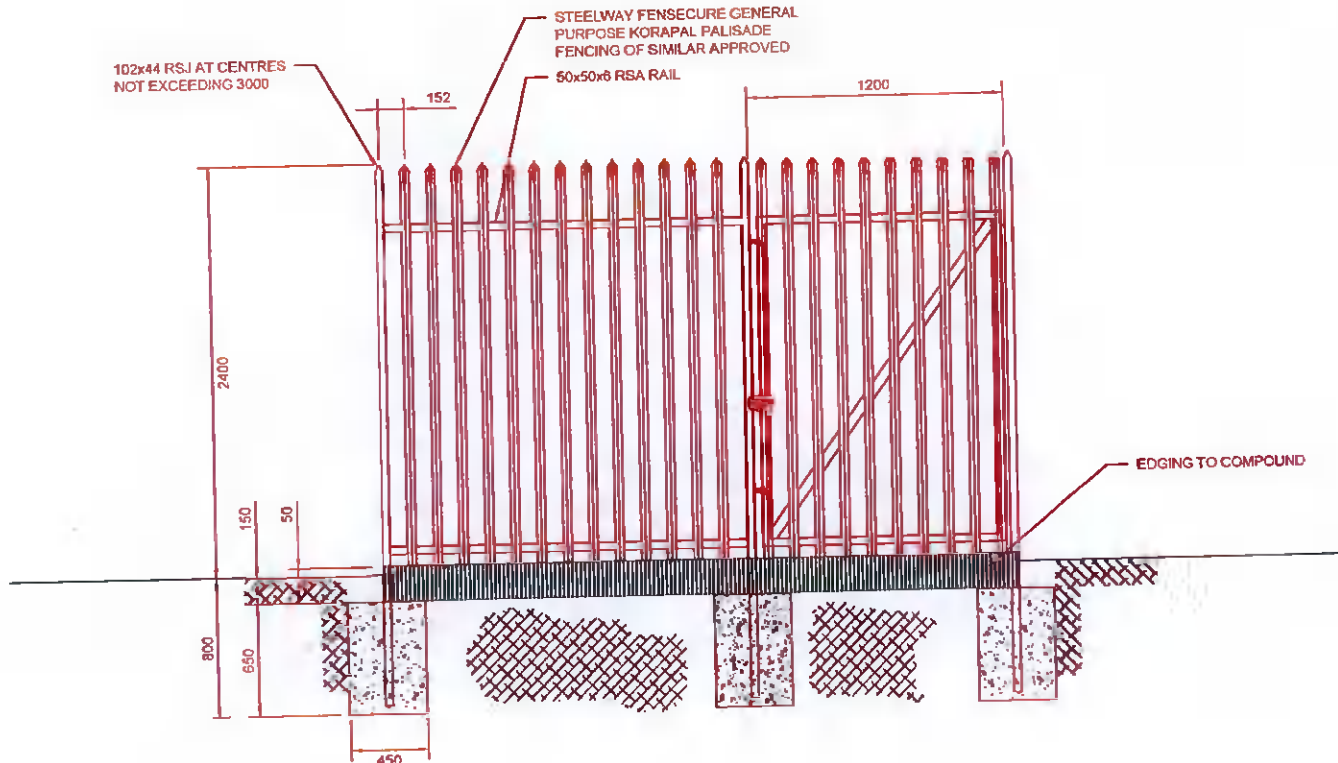 STEELWAY FENSECURE GENERAL
PURPOSE KORAPAL PALISADE
FENCING OF SIMILAR APPROVED
102x44 RSJ AT CENTRES
NOT EXCEEDING 3000
50x50x6 RSA RAIL
152
1200
2400
EDGING TO COMPOUND
150
50
800
650
450